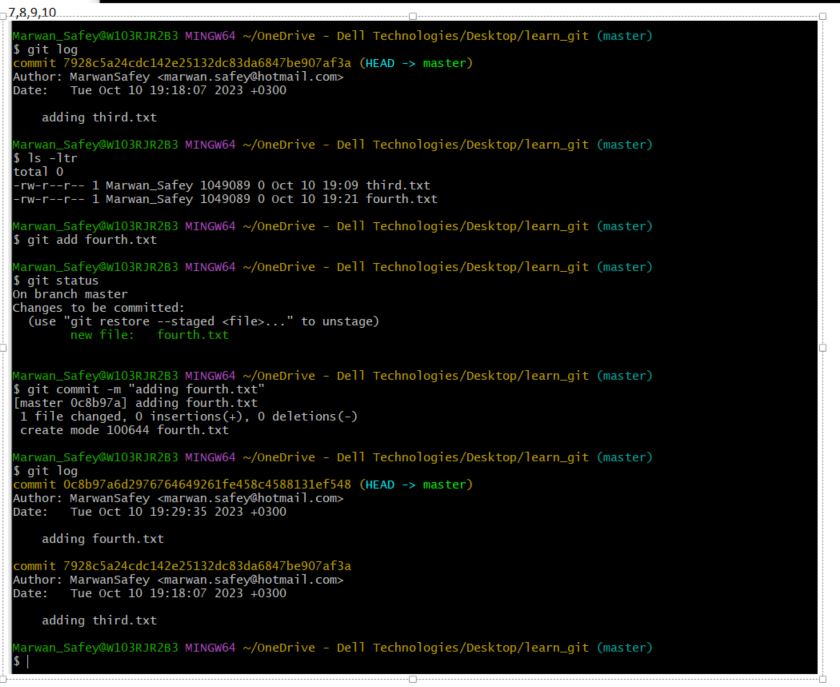 7,8,9,10
Marwan_Safey@W1O3RJR2B3 MINGW64 ~/OneDrive - Dell Technologies/Desktop/learn_git (master)
$ git log
commit 7928c5a24cdc142e25132dc83da6847be907af3a (HEAD -> master)
Author: MarwanSafey <marwan.safey@hotmail.com>
Date:   Tue Oct 10 19:18:07 2023 +0300
    adding third.txt
Marwan_Safey@W1O3RJR2B3 MINGW64 ~/OneDrive - Dell Technologies/Desktop/learn_git (master)
$ ls -ltr
total 0
-rw-r--r-- 1 Marwan_Safey 1049089 0 Oct 10 19:09 third.txt
-rw-r--r-- 1 Marwan_Safey 1049089 0 Oct 10 19:21 fourth.txt
Marwan_Safey@W1O3RJR2B3 MINGW64 ~/OneDrive - Dell Technologies/Desktop/learn_git (master)
$ git add fourth.txt
Marwan_Safey@W1O3RJR2B3 MINGW64 ~/OneDrive - Dell Technologies/Desktop/learn_git (master)
$ git status
On branch master
Changes to be committed:
  (use "git restore --staged <file>..." to unstage)
        new file:   fourth.txt
Marwan_Safey@W1O3RJR2B3 MINGW64 ~/OneDrive - Dell Technologies/Desktop/learn_git (master)
$ git commit -m "adding fourth.txt"
[master 0c8b97a] adding fourth.txt
 1 file changed, 0 insertions(+), 0 deletions(-)
 create mode 100644 fourth.txt
Marwan_Safey@W1O3RJR2B3 MINGW64 ~/OneDrive - Dell Technologies/Desktop/learn_git (master)
$ git log
commit 0c8b97a6d2976764649261fe458c4588131ef548 (HEAD -> master)
Author: MarwanSafey <marwan.safey@hotmail.com>
Date:   Tue Oct 10 19:29:35 2023 +0300
    adding fourth.txt
commit 7928c5a24cdc142e25132dc83da6847be907af3a
Author: MarwanSafey <marwan.safey@hotmail.com>
Date:   Tue Oct 10 19:18:07 2023 +0300
    adding third.txt
Marwan_Safey@W1O3RJR2B3 MINGW64 ~/OneDrive - Dell Technologies/Desktop/learn_git (master)
$